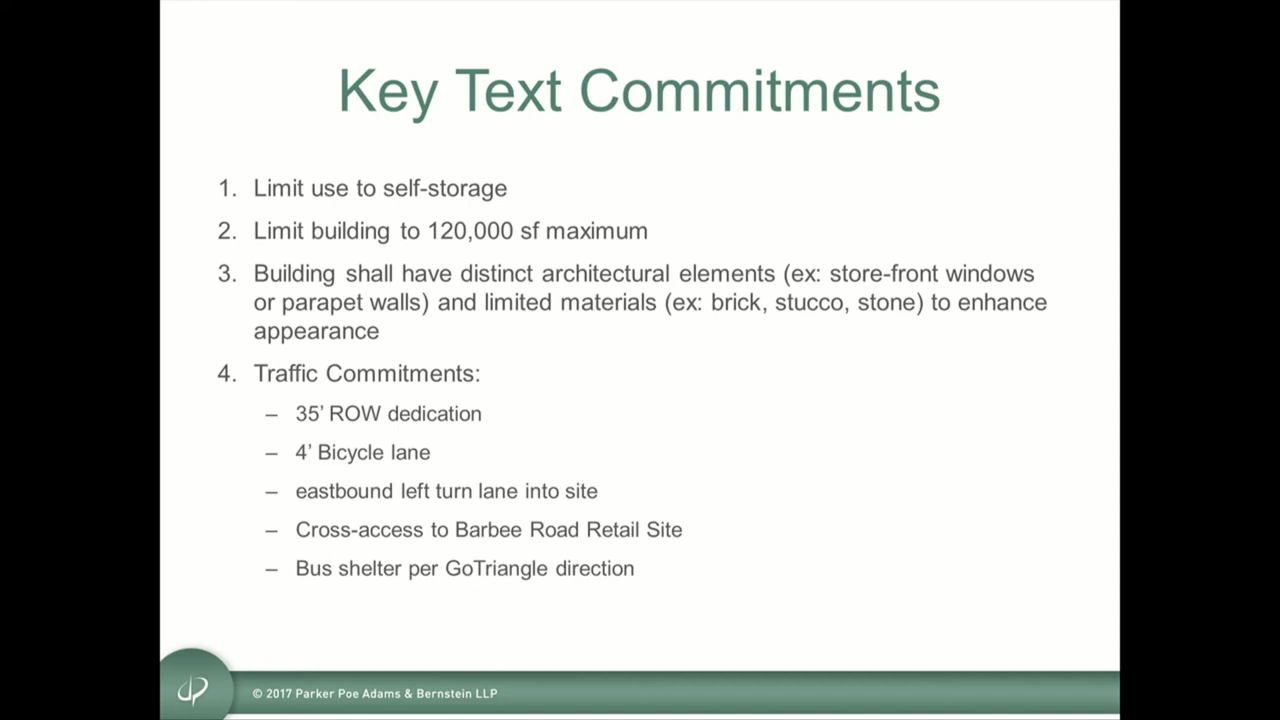 Key Text Commitments
1. Limit use to self-storage
2. Limit building to 120,000 sf maximum
3. Building shall have distinct architectural elements (ex: store-front windows
or parapet walls) and limited materials (ex: brick, stucco, stone) to enhance
appearance
4. Traffic Commitments:
– 35’ ROW dedication
– 4’ Bicycle lane
– eastbound left turn lane into site
– Cross-access to Barbee Road Retail Site
– Bus shelter per GoTriangle direction
© 2017 Parker Poe Adams & Bernstein LLP